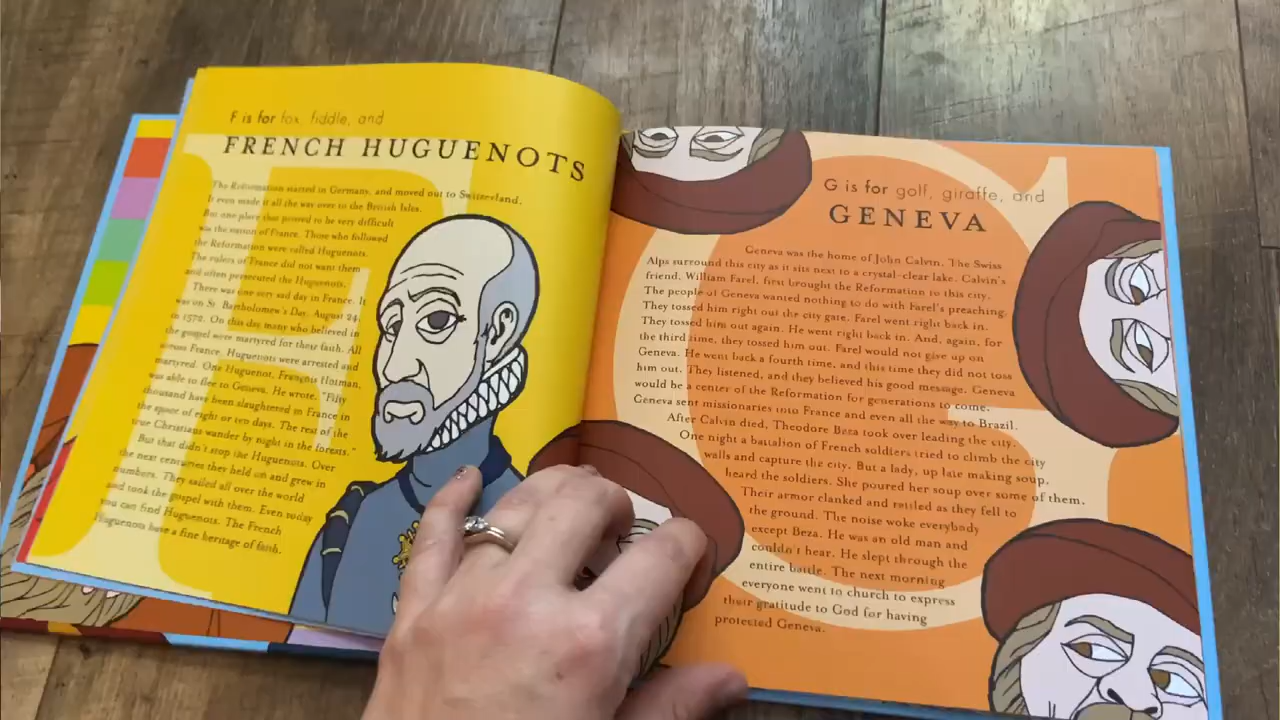 F is for fox, fiddle, and
FRENCH HUGUENOTS
The Reformation started in Germany, and moved out to Switzerland.
It even made it all the way over to the British Isles.
But one place that proved to be very difficult
was the nation of France. Those who followed
the Reformation were called Huguenots.
The rulers of France did not want them
and often persecuted the Huguenots.
There was one very sad day in France. It
was on St. Bartholomew's Day, August 24,
in 1572. On this day many who believed in
the gospel were martyred for their faith. All
across France, Huguenots were arrested and
martyred. One Huguenot, François Hotman,
was able to flee to Geneva. He wrote, "Fifty
thousand have been slaughtered in France in
the space of eight or ten days. The rest of the
true Christians wander by night in the forests."
But that didn't stop the Huguenots. Over
the next centuries they held on and grew in
numbers. They sailed all over the world
and took the gospel with them. Even today
you can find Huguenots. The French
Huguenots have a fine heritage of faith.
G is for golf, giraffe, and
GENEVA
Geneva was the home of John Calvin. The Swiss
Alps surround this city as it sits next to a crystal-clear lake. Calvin's
friend, William Farel, first brought the Reformation to this city.
The people of Geneva wanted nothing to do with Farel's preaching.
They tossed him right out the city gate. Farel went right back in.
They tossed him out again. He went right back in. And, again, for
the third time, they tossed him out. Farel would not give up on
Geneva. He went back a fourth time, and this time they did not toss
him out. They listened, and they believed his good message. Geneva
would be a center of the Reformation for generations to come.
Geneva sent missionaries into France and even all the way to Brazil.
After Calvin died, Theodore Beza took over leading the city.
One night a battalion of French soldiers tried to climb the city
walls and capture the city. But a lady, up late making soup,
heard the soldiers. She poured her soup over some of them.
Their armor clanked and rattled as they fell to
the ground. The noise woke everybody
except Beza. He was an old man and
couldn't hear. He slept through the
entire battle. The next morning
everyone went to church to express
their gratitude to God for having
protected Geneva.